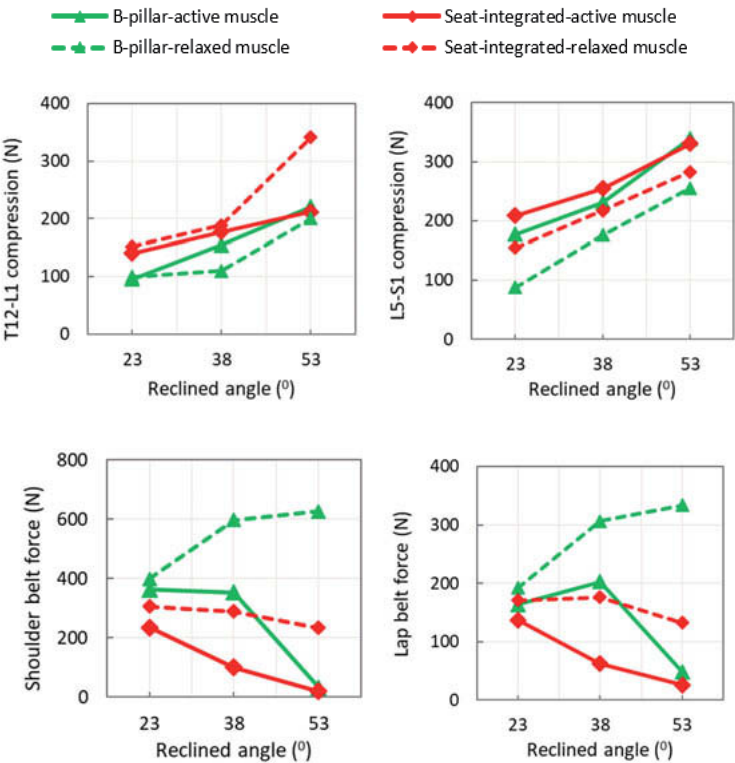 B-pillar-active muscle
Seat-integrated-active muscle
B-pillar-relaxed muscle
Seat-integrated-relaxed muscle
T12-L1 compression (N)
400
300
200
100
0
23 38 53
Reclined angle (⁰)
L5-S1 compression (N)
400
300
200
100
0
23 38 53
Reclined angle (⁰)
Shoulder belt force (N)
800
600
400
200
0
23 38 53
Reclined angle (⁰)
Lap belt force (N)
400
300
200
100
0
23 38 53
Reclined angle (⁰)